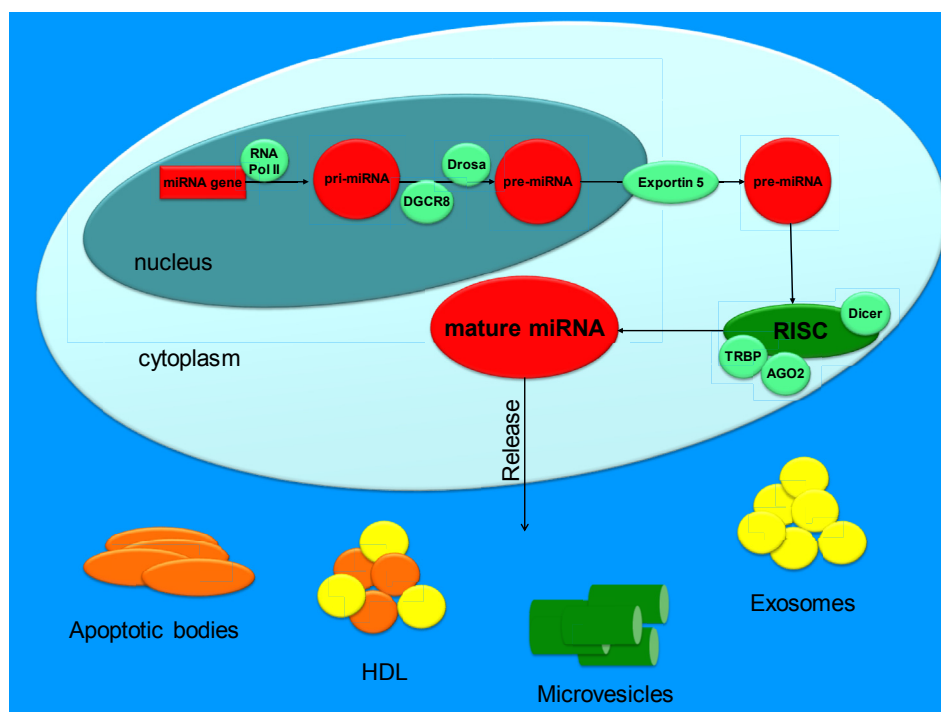 RNA
Pol II
miRNA gene
pri-miRNA
DGCR8
Drosa
pre-miRNA
Exportin 5
pre-miRNA
nucleus
Dicer
RISC
TRBP
AGO2
mature miRNA
cytoplasm
Release
Apoptotic bodies
HDL
Microvesicles
Exosomes